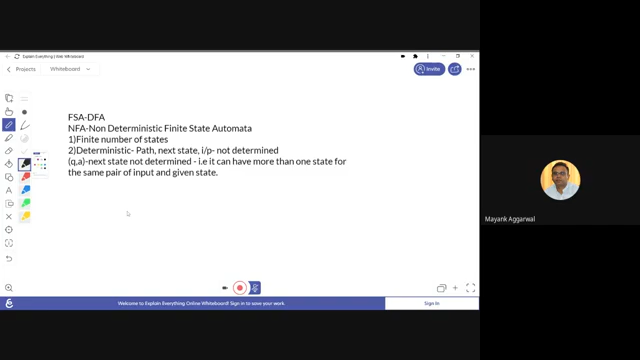 Explain Everything | Web Whiteboard
Projects
Whiteboard
Invite
FSA-DFA
NFA-Non Deterministic Finite State Automata
1)Finite number of states
2)Deterministic- Path, next state, i/p- not determined
(q,a)-next state not determined - i.e it can have more than one state for
the same pair of input and given state.
Mayank Aggarwal
Welcome to Explain Everything Online Whiteboard! Sign in to save your work.
Sign In